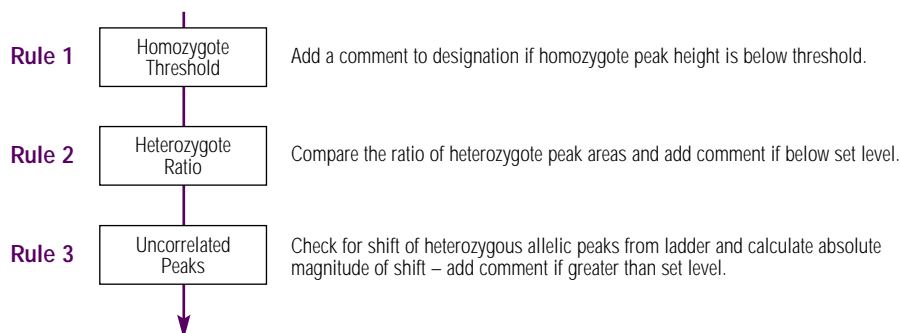 Rule 1
Homozygote
Threshold
Add a comment to designation if homozygote peak height is below threshold.
Rule 2
Heterozygote
Ratio
Compare the ratio of heterozygote peak areas and add comment if below set level.
Rule 3
Uncorrelated
Peaks
Check for shift of heterozygous allelic peaks from ladder and calculate absolute
magnitude of shift – add comment if greater than set level.